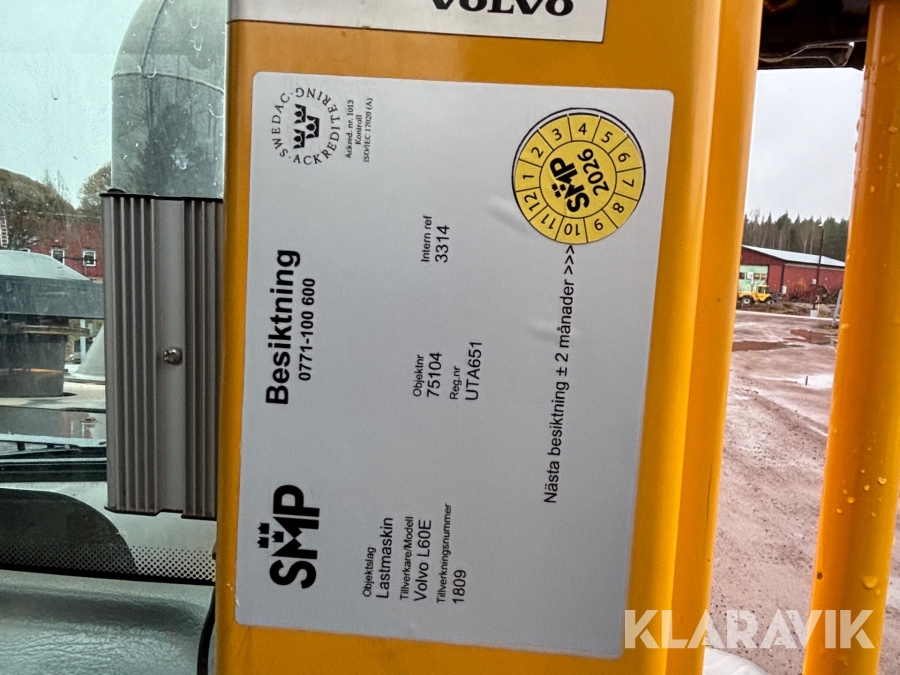 VOLVO
SWEDAC · ACKREDITERING
Ackred. nr. 1013
Kontroll
ISO/IEC 17020 (A)
SMP
Besiktning
0771-100 600
Objektslag
Lastmaskin
Tillverkare/Modell
Volvo L60E
Tillverkningsnummer
1809
Objektnr
75104
Reg.nr
UTA651
Intern ref
3314
Nästa besiktning ± 2 månader >>>
1 2 3 4 5 6 7 8 9 10 11 12
SMP
2026
KLARAVIK